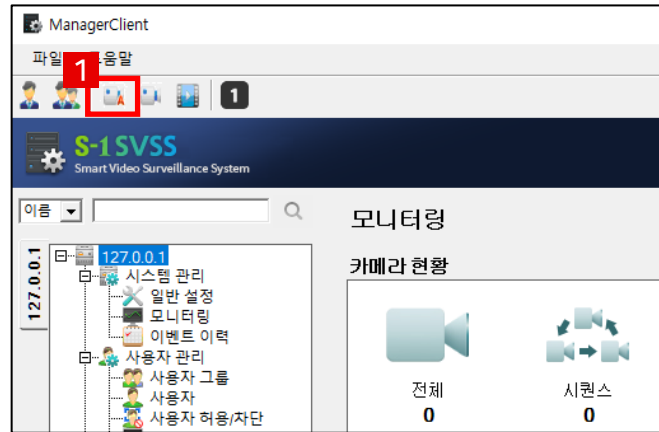 ManagerClient
파일 도움말
1
1
S-1 SVSS
Smart Video Surveillance System
이름
모니터링
127.0.0.1
127.0.0.1
시스템 관리
일반 설정
모니터링
이벤트 이력
사용자 관리
사용자 그룹
사용자
사용자 허용/차단
카메라 현황
전체
0
시퀀스
0